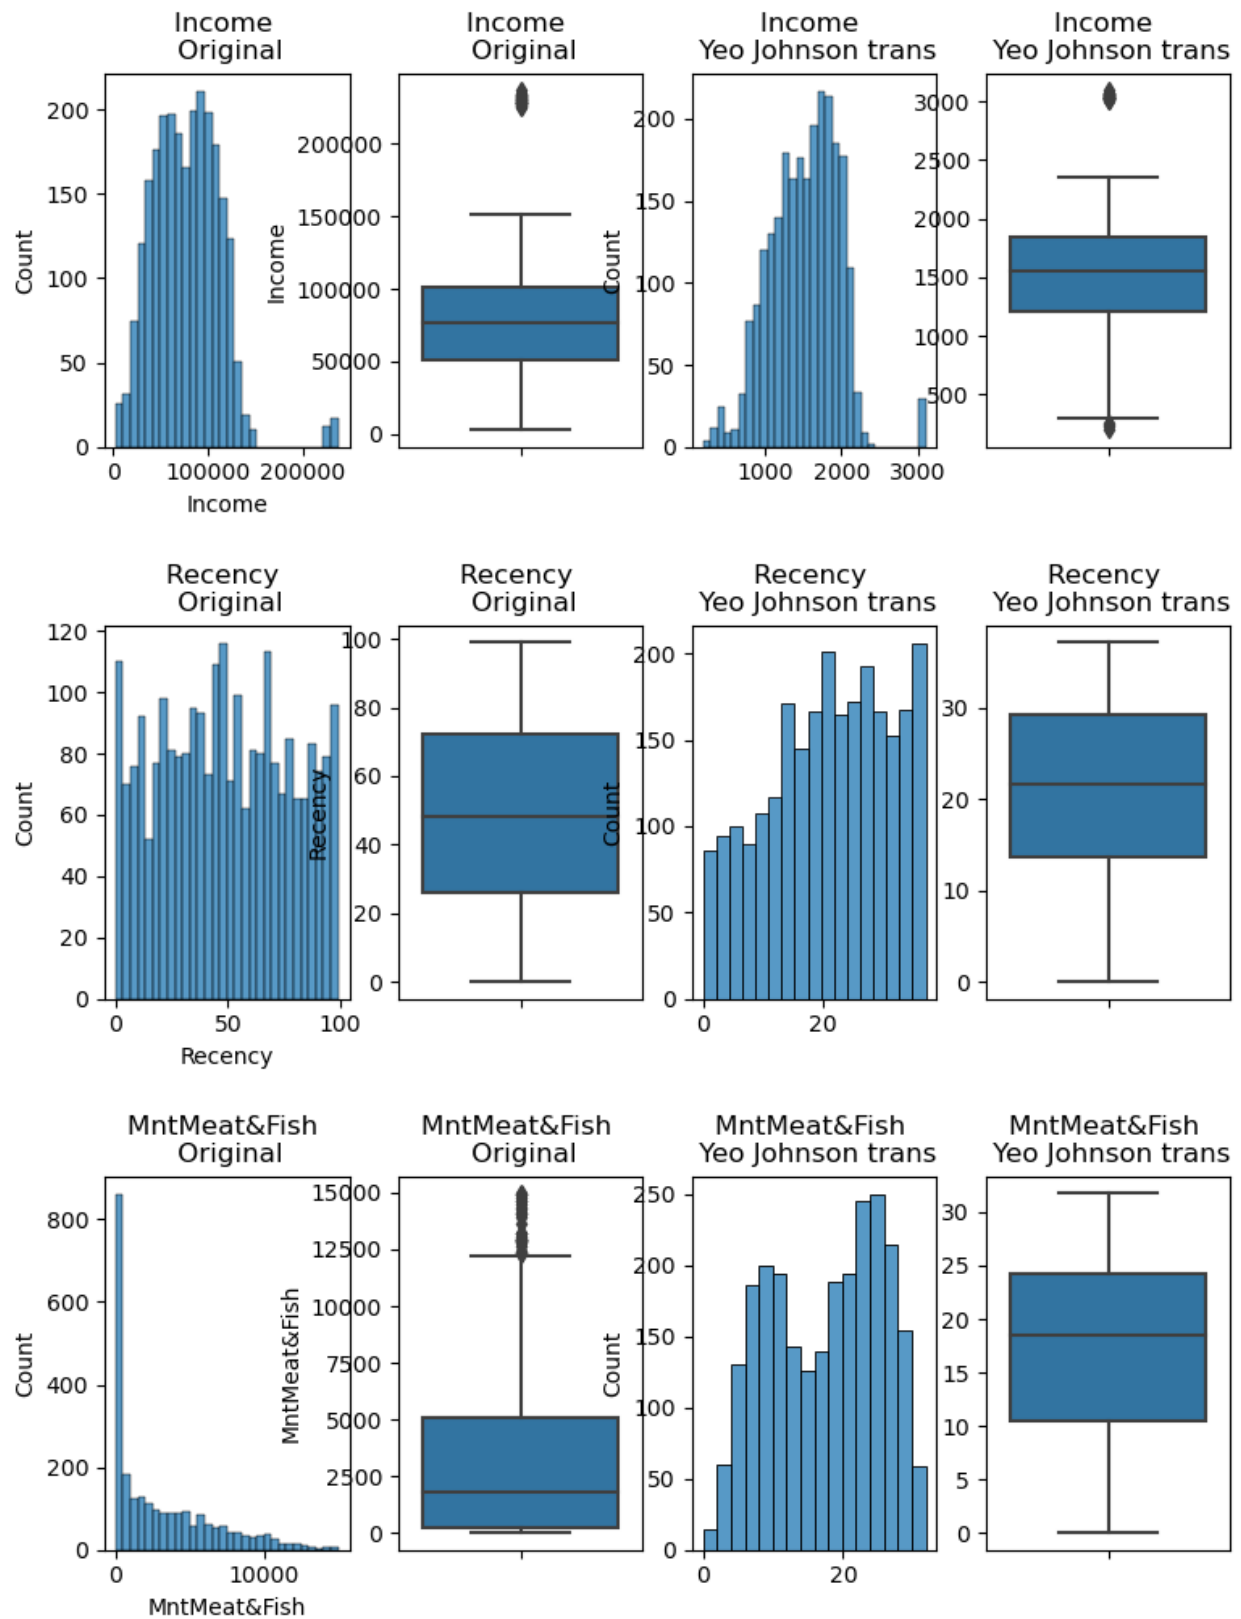 Income
Original
Income
Original
Income
Yeo Johnson trans
Income
Yeo Johnson trans
200
150
100
50
0
Count
0
100000
200000
Income
200000
150000
100000
50000
0
Income
200
150
100
50
0
Count
1000
2000
3000
3000
2500
2000
1500
1000
500
Recency
Original
Recency
Original
Recency
Yeo Johnson trans
Recency
Yeo Johnson trans
120
100
80
60
40
20
0
Count
0
50
100
Recency
100
80
60
40
20
0
Recency
200
150
100
50
0
Count
0
20
30
20
10
0
MntMeat&Fish
Original
MntMeat&Fish
Original
MntMeat&Fish
Yeo Johnson trans
MntMeat&Fish
Yeo Johnson trans
800
600
400
200
0
Count
0
10000
MntMeat&Fish
15000
12500
10000
7500
5000
2500
0
MntMeat&Fish
250
200
150
100
50
0
Count
0
20
30
25
20
15
10
5
0